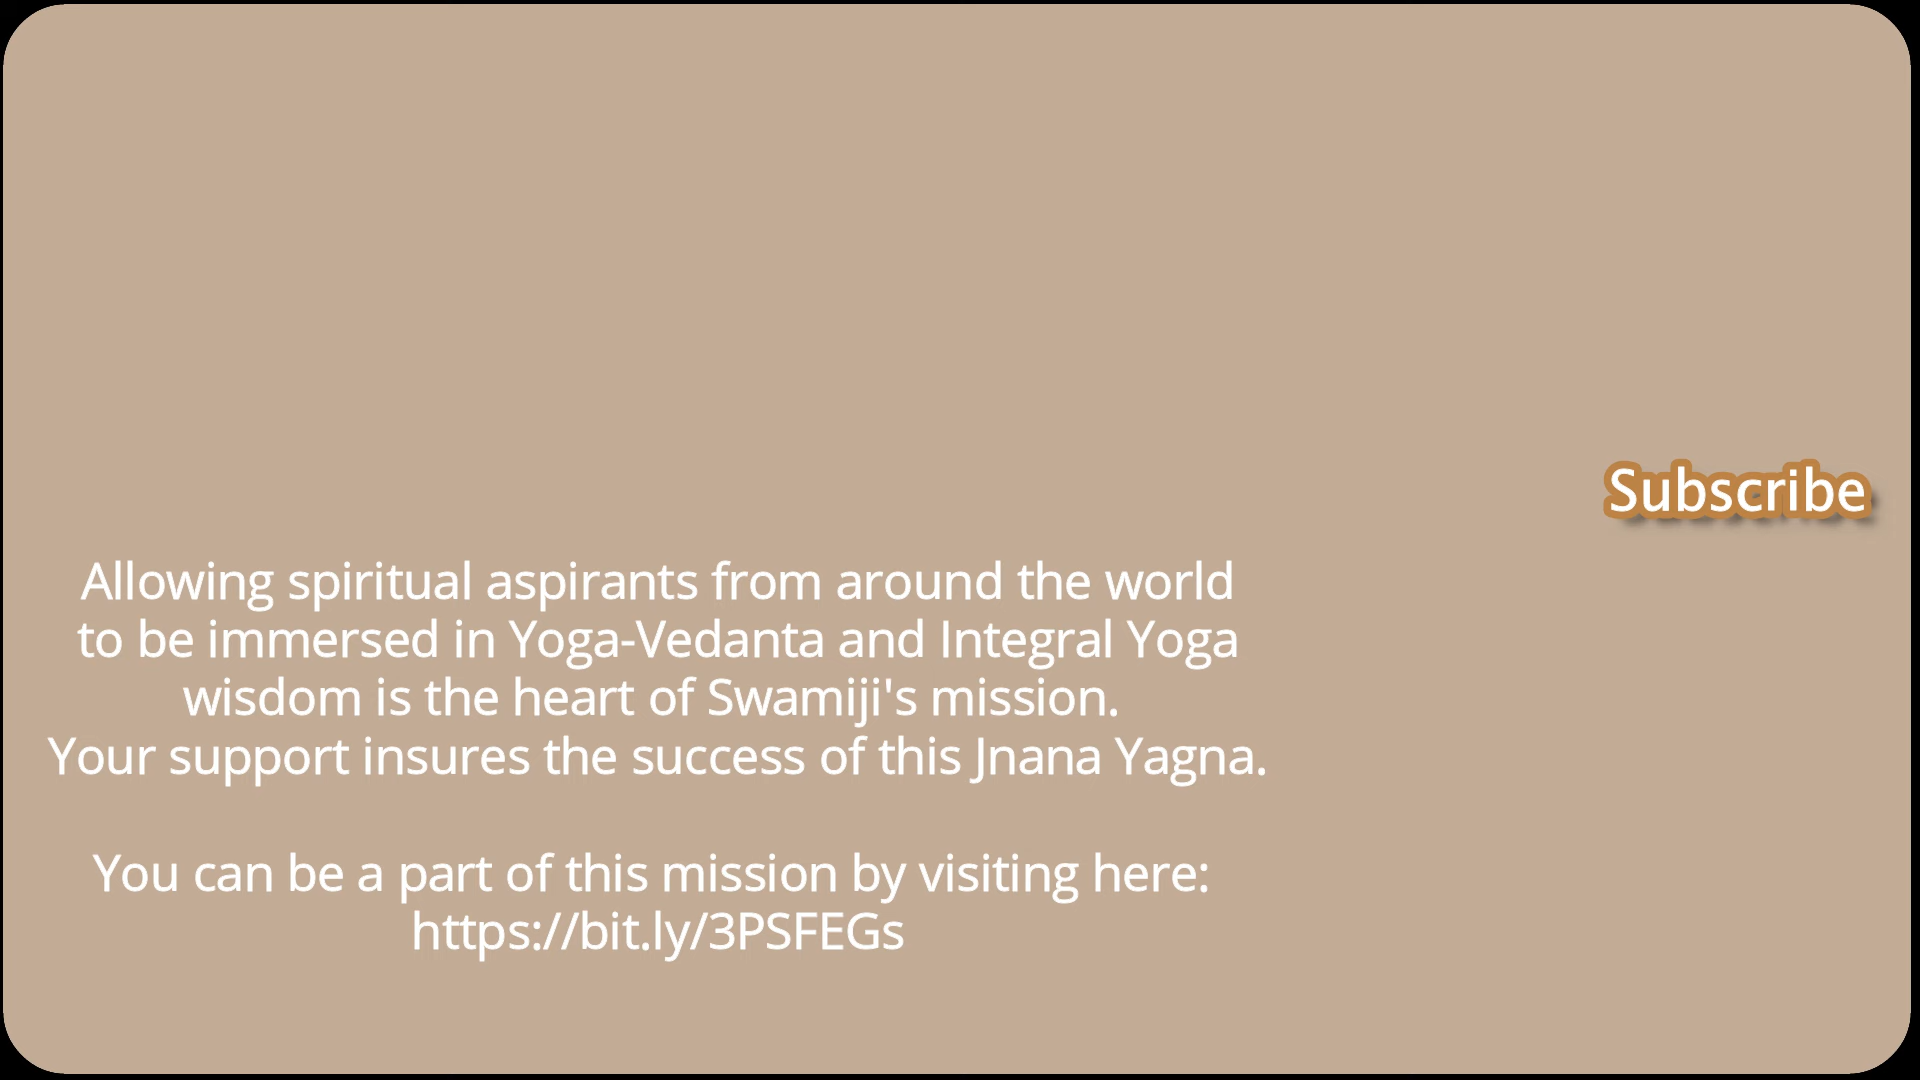 Subscribe
Allowing spiritual aspirants from around the world
to be immersed in Yoga-Vedanta and Integral Yoga
wisdom is the heart of Swamiji's mission.
Your support insures the success of this Jnana Yagna.
You can be a part of this mission by visiting here:
https://bit.ly/3PSFEGs